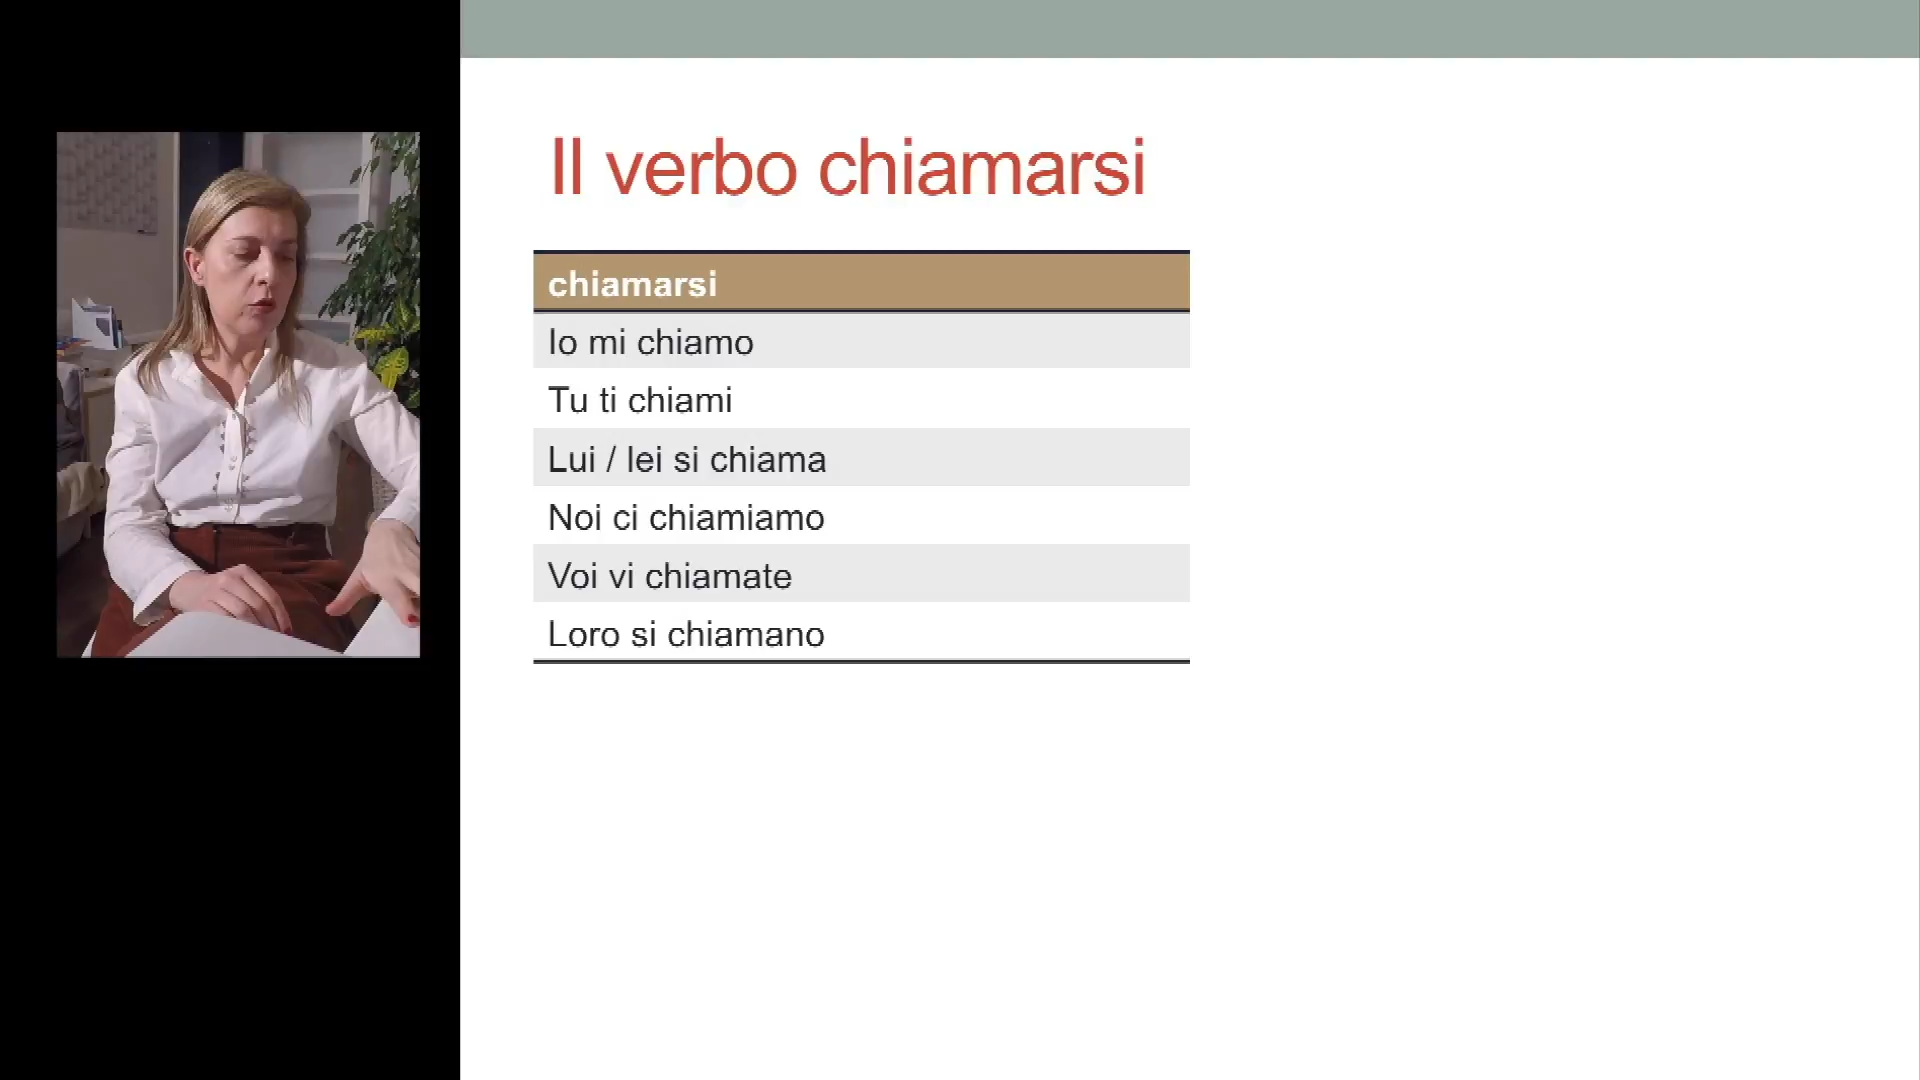 Il verbo chiamarsi
chiamarsi
Io mi chiamo
Tu ti chiami
Lui / lei si chiama
Noi ci chiamiamo
Voi vi chiamate
Loro si chiamano